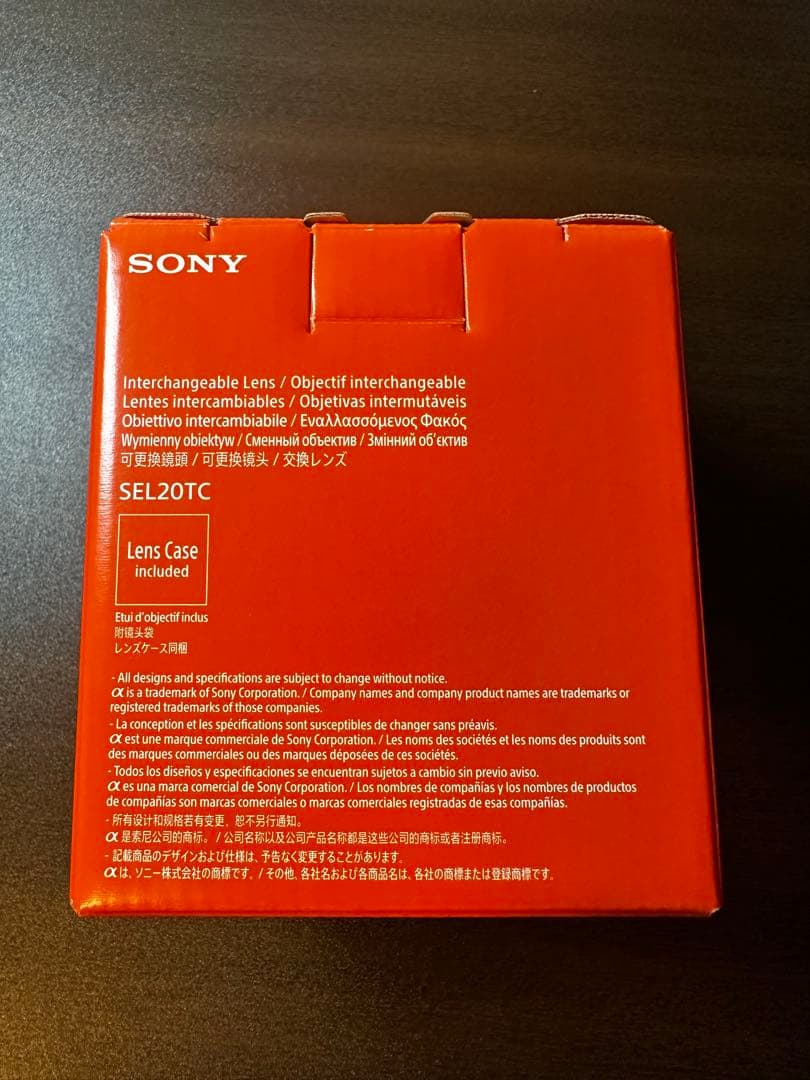 SONY
Interchangeable Lens / Objectif interchangeable
Lentes intercambiables / Objetivas intermutáveis
Obiettivo intercambiabile / Εναλλασσόμενος Φακός
Wymienny obiektyw / Сменный объектив / Змінний об'єктив
可更換鏡頭 / 可更换镜头 / 交換レンズ
SEL20TC
Lens Case
included
Etui d'objectif inclus
附镜头袋
レンズケース同梱
- All designs and specifications are subject to change without notice.
α is a trademark of Sony Corporation. / Company names and company product names are trademarks or
registered trademarks of those companies.
- La conception et les spécifications sont susceptibles de changer sans préavis.
α est une marque commerciale de Sony Corporation. / Les noms des sociétés et les noms des produits sont
des marques commerciales ou des marques déposées de ces sociétés.
- Todos los diseños y especificaciones se encuentran sujetos a cambio sin previo aviso.
α es una marca comercial de Sony Corporation. / Los nombres de compañías y los nombres de productos
de compañías son marcas comerciales o marcas comerciales registradas de esas compañías.
- 所有设计和规格若有变更，恕不另行通知。
α 是索尼公司的商标。 / 公司名称以及公司产品名称都是这些公司的商标或者注册商标。
- 記載商品のデザインおよび仕様は、予告なく変更することがあります。
α は、ソニー株式会社の商標です。/ その他、各社名および各商品名は、各社の商標または登録商標です。